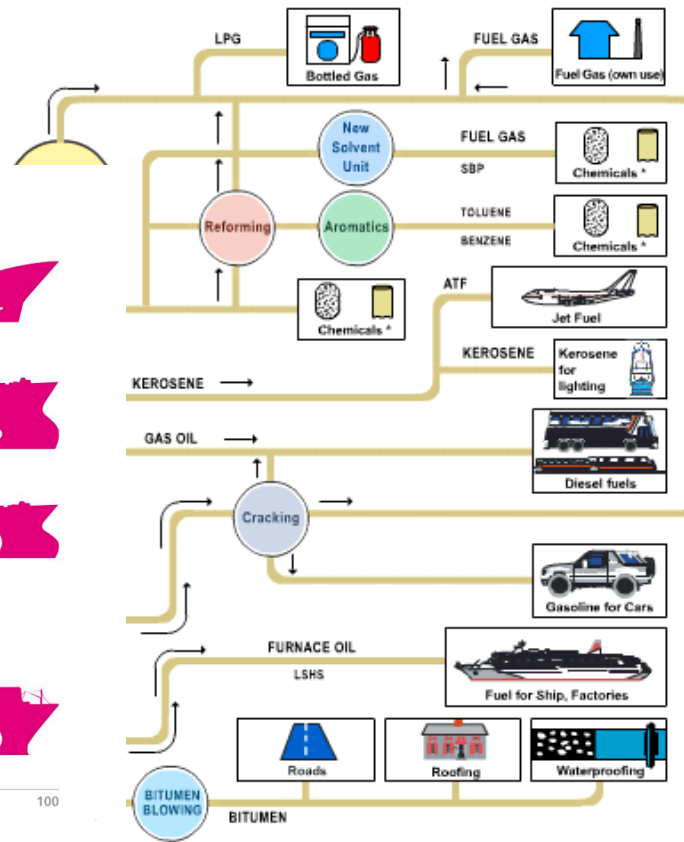 LPG
Bottled Gas
FUEL GAS
Fuel Gas (own use)
New
Solvent
Unit
FUEL GAS
SBP
Chemicals *
Reforming
Aromatics
TOLUENE
BENZENE
Chemicals *
Chemicals *
ATF
Jet Fuel
KEROSENE
KEROSENE
Kerosene
for
lighting
GAS OIL
Diesel fuels
Cracking
Gasoline for Cars
FURNACE OIL
LSHS
Fuel for Ship, Factories
Roads
Roofing
Waterproofing
100
BITUMEN
BLOWING
BITUMEN